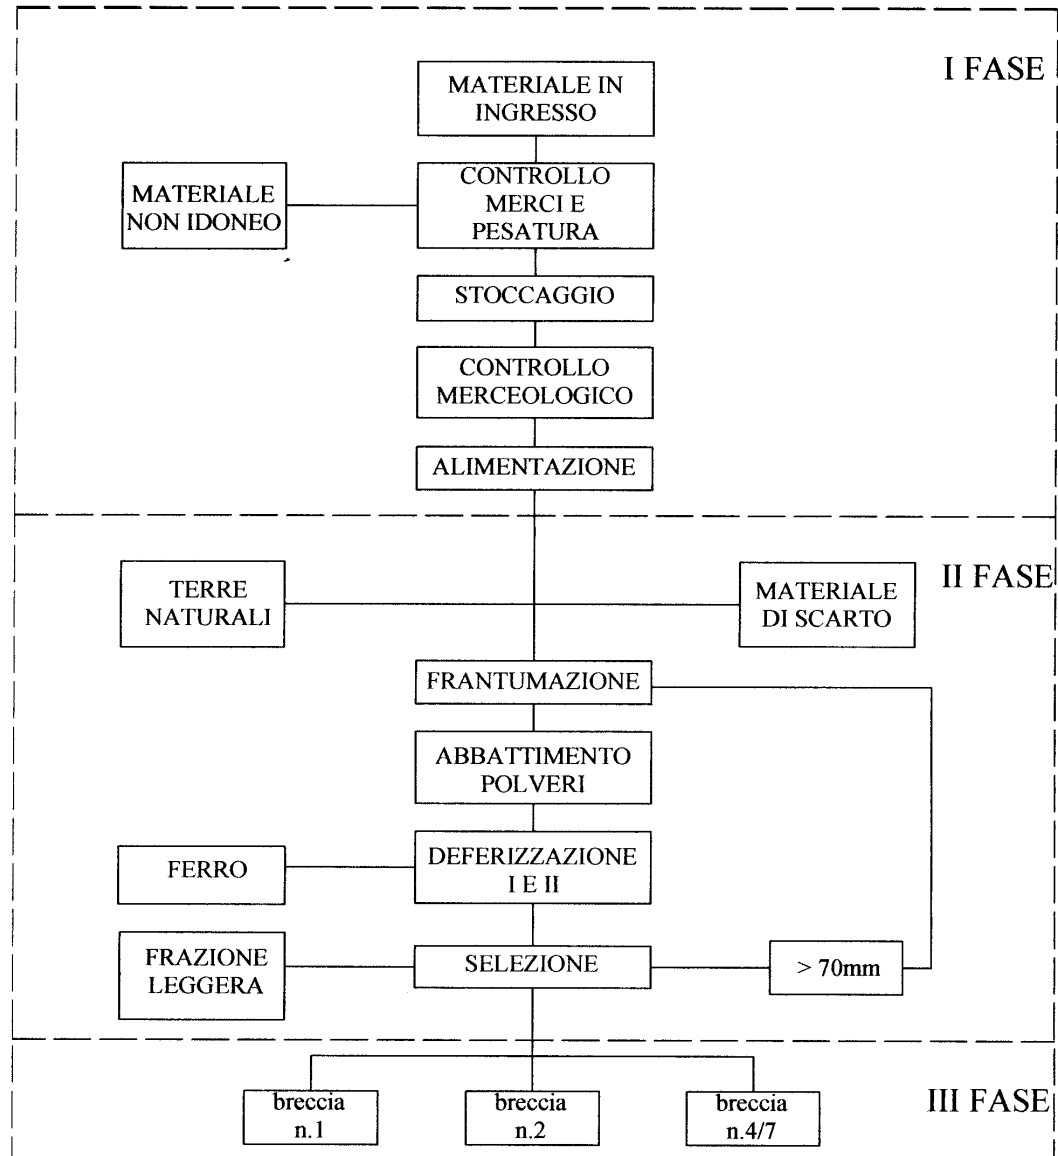 I FASE
MATERIALE IN
INGRESSO
MATERIALE
NON IDONEO
CONTROLLO
MERCI E
PESATURA
STOCCAGGIO
CONTROLLO
MERCEOLOGICO
ALIMENTAZIONE
II FASE
TERRE
NATURALI
MATERIALE
DI SCARTO
FRANTUMAZIONE
ABBATTIMENTO
POLVERI
FERRO
DEFERIZZAZIONE
I E II
FRAZIONE
LEGGERA
SELEZIONE
> 70mm
III FASE
breccia
n.1
breccia
n.2
breccia
n.4/7